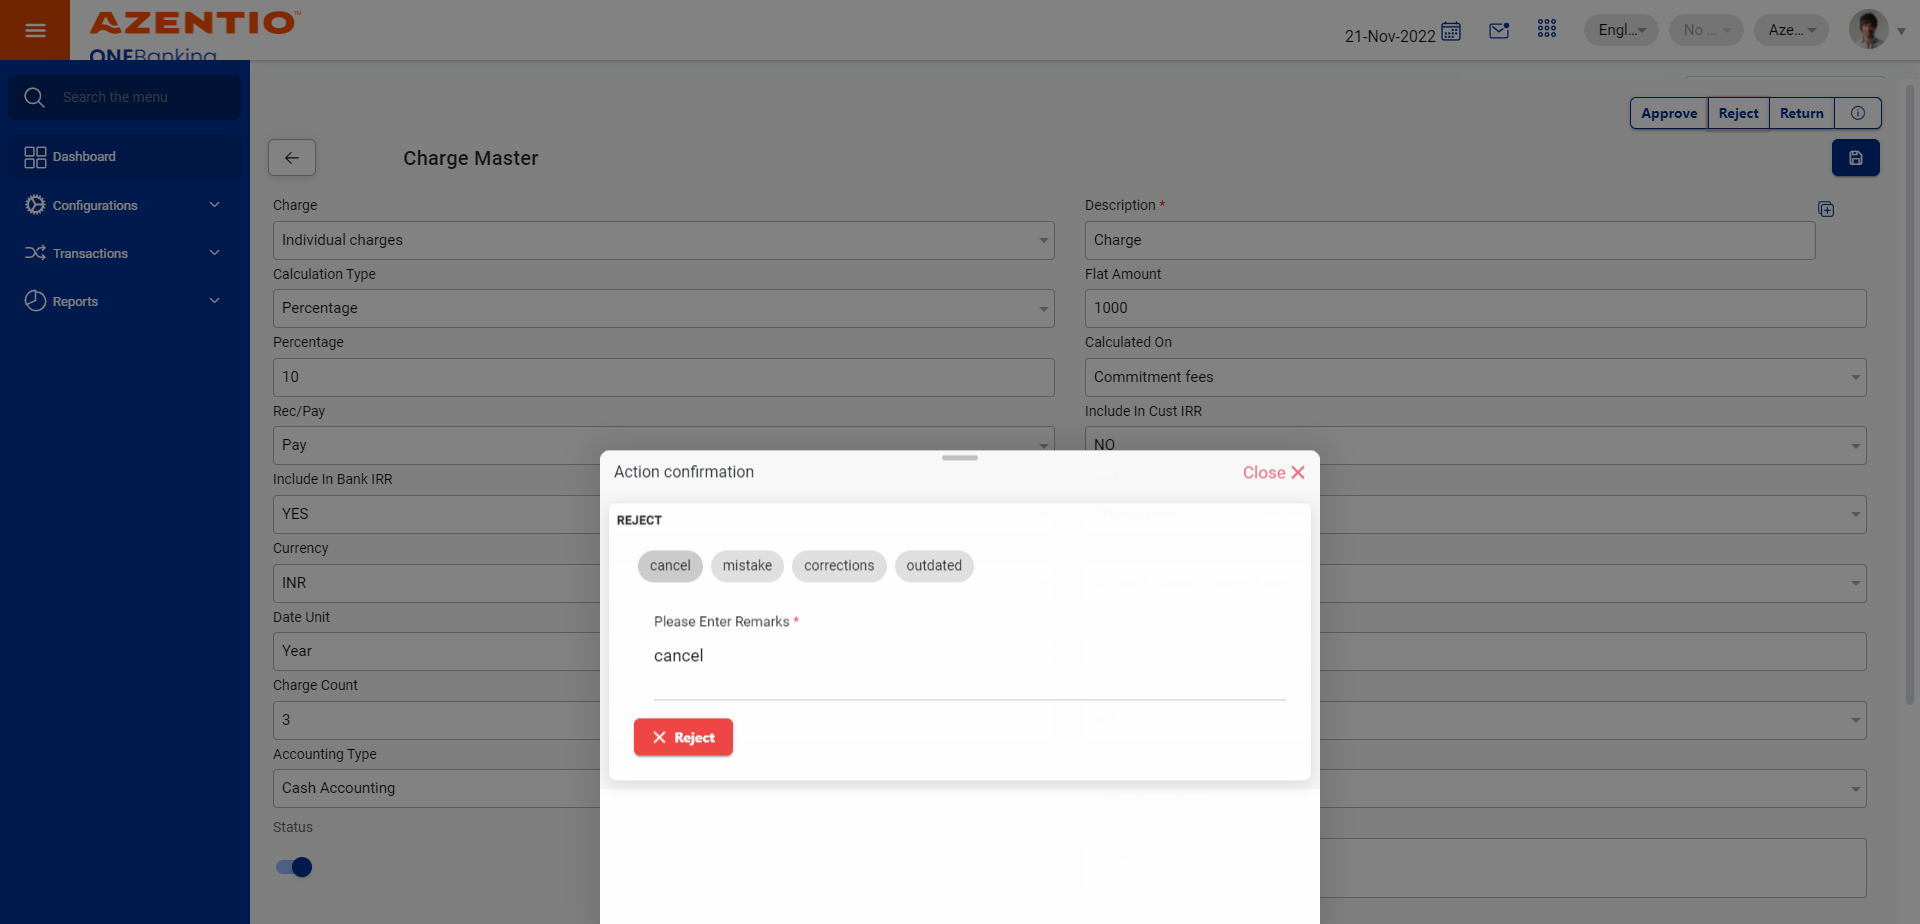 AZENTIO™
ONEBanking
21-Nov-2022
Engl...
No ...
Aze...
Search the menu
Dashboard
Configurations
Transactions
Reports
Approve
Reject
Return
Charge Master
Charge
Description *
Individual charges
Charge
Calculation Type
Flat Amount
Percentage
1000
Percentage
Calculated On
10
Commitment fees
Rec/Pay
Include In Cust IRR
Pay
NO
Include In Bank IRR
YES
Currency
INR
Date Unit
Year
Charge Count
3
Accounting Type
Cash Accounting
Status
Action confirmation
Close
REJECT
cancel
mistake
corrections
outdated
Please Enter Remarks *
cancel
Reject